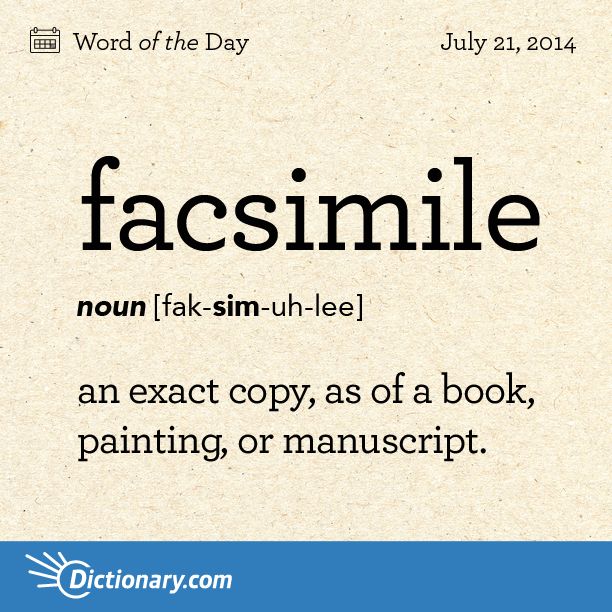 Word of the Day
July 21, 2014
facsimile
noun [fak-sim-uh-lee]
an exact copy, as of a book,
painting, or manuscript.
Dictionary.com